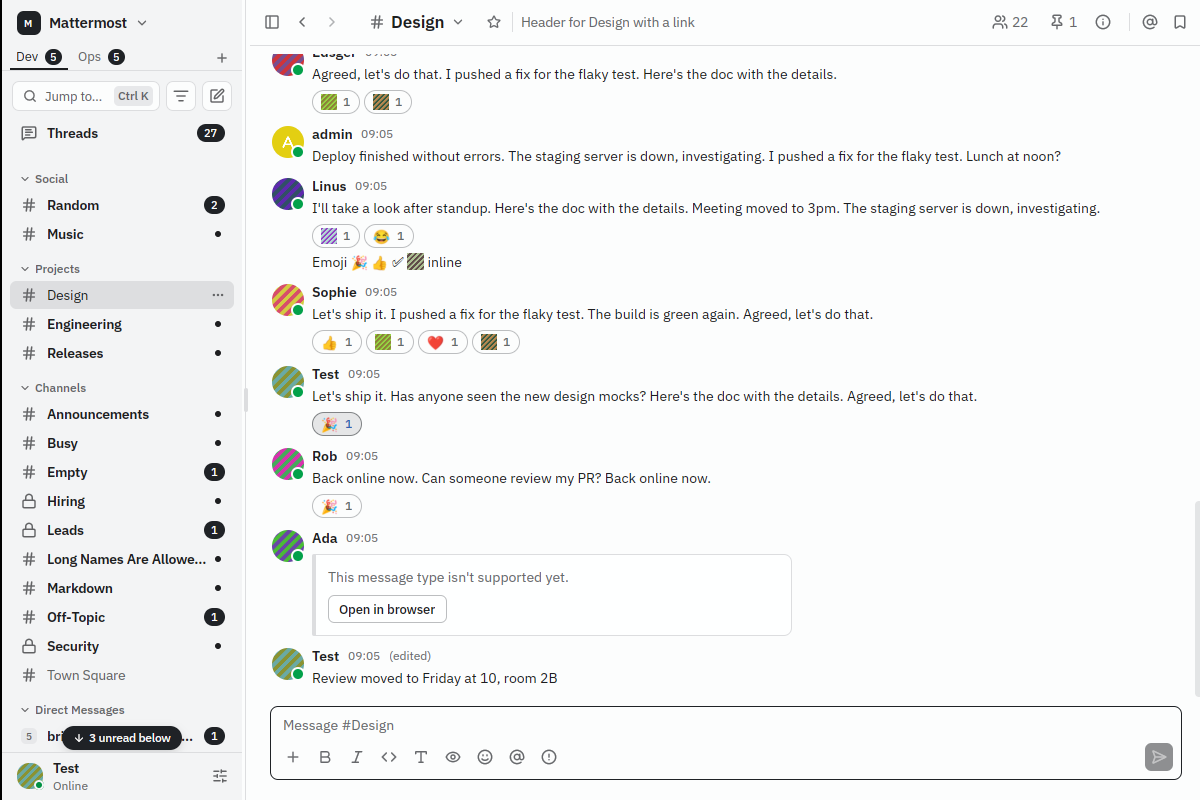 M Mattermost
Dev 5 Ops 5
Jump to... Ctrl K
Threads 27
Social
Random 2
Music
Projects
Design
Engineering
Releases
Channels
Announcements
Busy
Empty 1
Hiring
Leads 1
Long Names Are Allowe...
Markdown
Off-Topic 1
Security
Town Square
Direct Messages
5 ... 1
3 unread below
Test
Online
Design
Header for Design with a link
22
1
Edsger 09:05
Agreed, let's do that. I pushed a fix for the flaky test. Here's the doc with the details.
1 1
A
admin 09:05
Deploy finished without errors. The staging server is down, investigating. I pushed a fix for the flaky test. Lunch at noon?
Linus 09:05
I'll take a look after standup. Here's the doc with the details. Meeting moved to 3pm. The staging server is down, investigating.
1 😂 1
Emoji 🎉 👍 ✅ inline
Sophie 09:05
Let's ship it. I pushed a fix for the flaky test. The build is green again. Agreed, let's do that.
👍 1 1 ❤️ 1 1
Test 09:05
Let's ship it. Has anyone seen the new design mocks? Here's the doc with the details. Agreed, let's do that.
🎉 1
Rob 09:05
Back online now. Can someone review my PR? Back online now.
🎉 1
Ada 09:05
This message type isn't supported yet.
Open in browser
Test 09:05 (edited)
Review moved to Friday at 10, room 2B
Message #Design